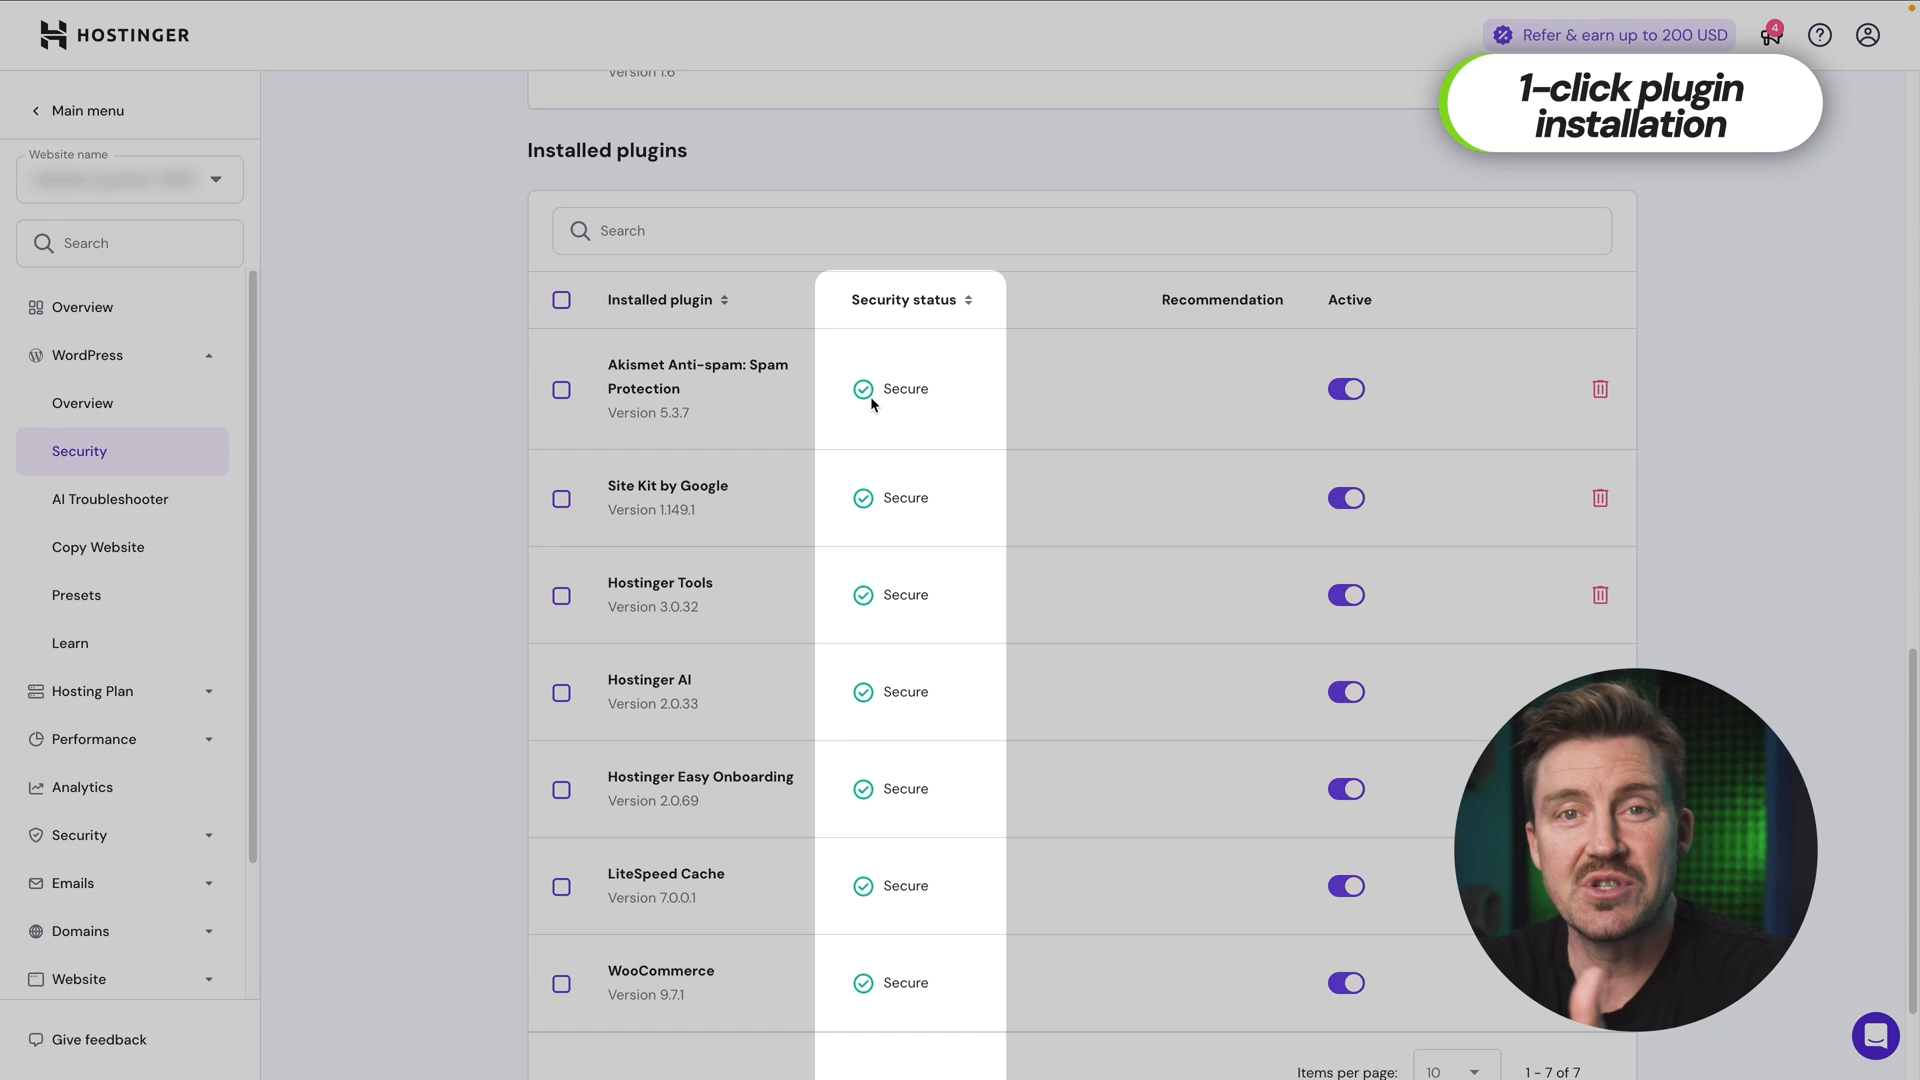 HOSTINGER
Refer & earn up to 200 USD
4
1-click plugin
installation
Main menu
Website name
Search
Overview
WordPress
Overview
Security
AI Troubleshooter
Copy Website
Presets
Learn
Hosting Plan
Performance
Analytics
Security
Emails
Domains
Website
Give feedback
Version 1.6
Installed plugins
Search
Installed plugin Security status Recommendation Active
Akismet Anti-spam: Spam
Protection
Version 5.3.7
Secure
Site Kit by Google
Version 1.149.1
Secure
Hostinger Tools
Version 3.0.32
Secure
Hostinger AI
Version 2.0.33
Secure
Hostinger Easy Onboarding
Version 2.0.69
Secure
LiteSpeed Cache
Version 7.0.0.1
Secure
WooCommerce
Version 9.7.1
Secure
Items per page: 10 1 - 7 of 7